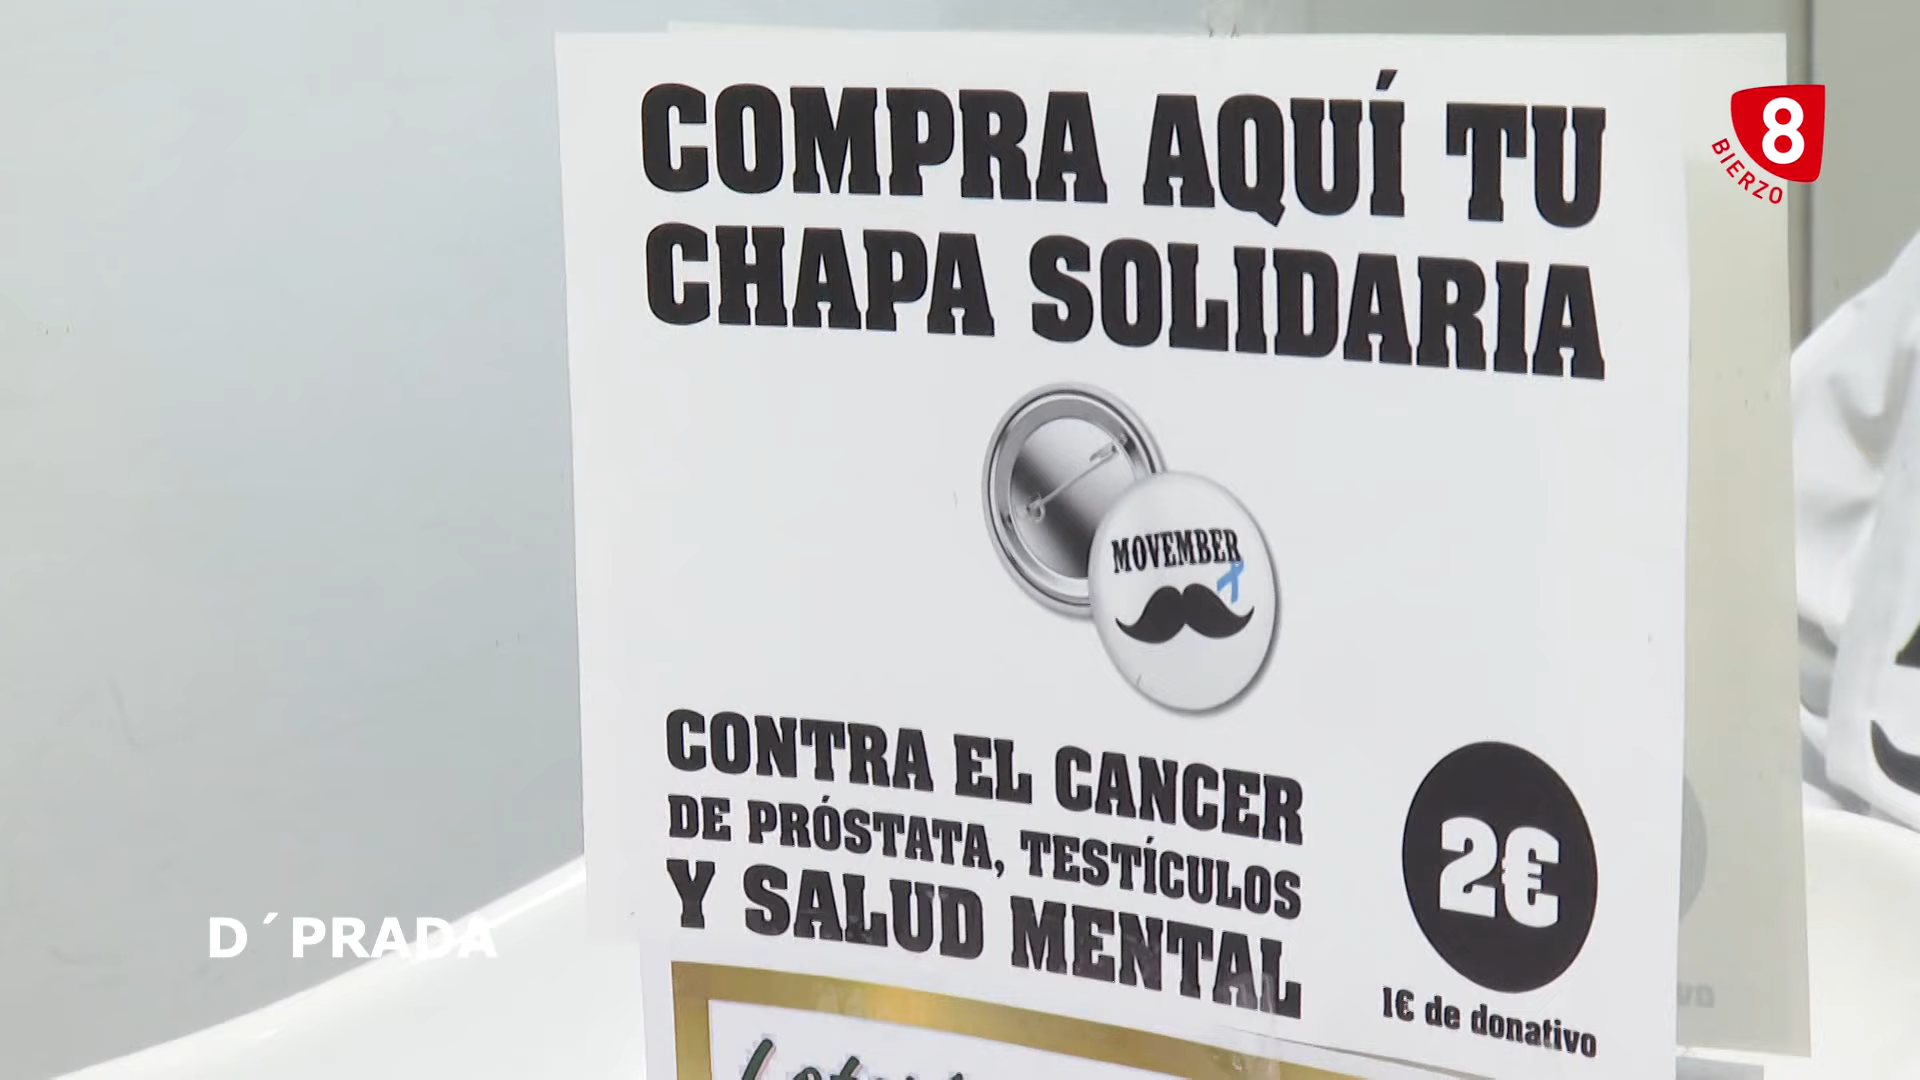 COMPRA AQUÍ TU
CHAPA SOLIDARIA
8
BIERZO
MOVEMBER
CONTRA EL CANCER
DE PRÓSTATA, TESTÍCULOS
Y SALUD MENTAL
2€
1€ de donativo
D´PRADA